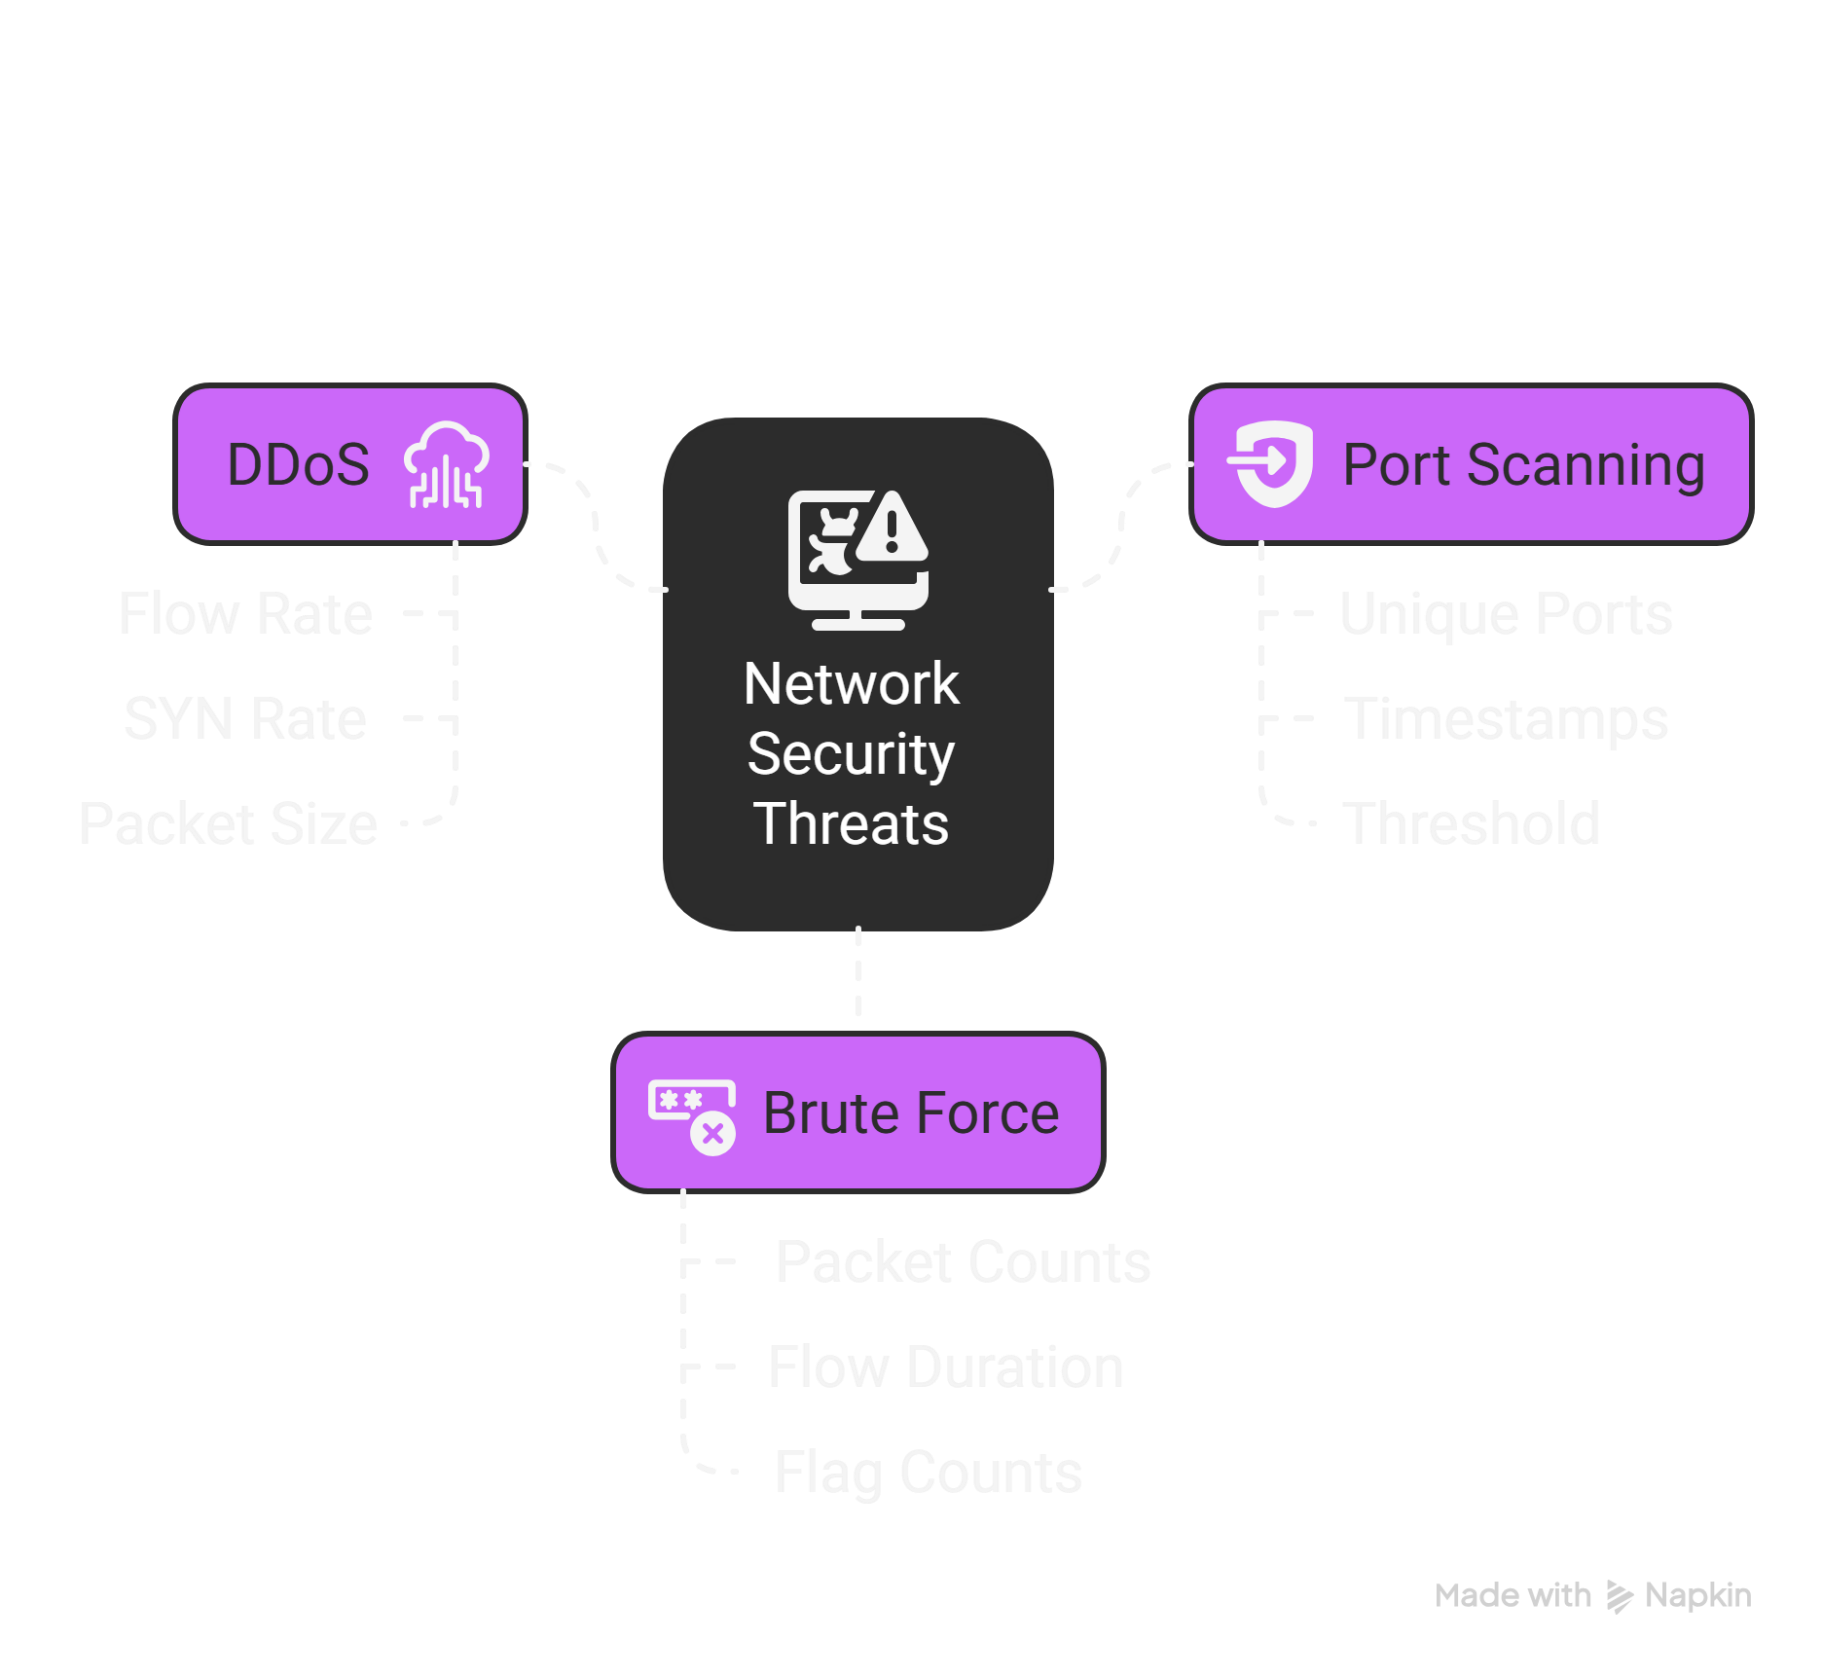 DDoS
Flow Rate
SYN Rate
Packet Size
Network
Security
Threats
Port Scanning
Unique Ports
Timestamps
Threshold
Brute Force
Packet Counts
Flow Duration
Flag Counts
Made with Napkin